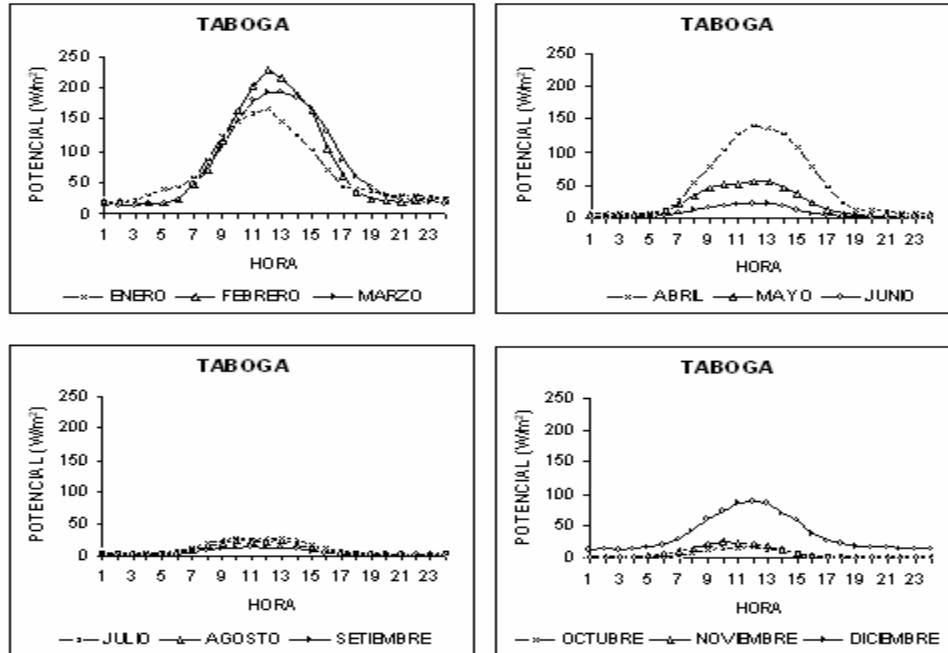 TABOGA
POTENCIAL (W/m²)
250
200
150
100
50
0
1 3 5 7 9 11 13 15 17 19 21 23
HORA
ENERO FEBRERO MARZO
TABOGA
POTENCIAL (W/m²)
250
200
150
100
50
0
1 3 5 7 9 11 13 15 17 19 21 23
HORA
ABRIL MAYO JUNIO
TABOGA
POTENCIAL (W/m²)
250
200
150
100
50
0
1 3 5 7 9 11 13 15 17 19 21 23
HORA
JULIO AGOSTO SETIEMBRE
TABOGA
POTENCIAL (W/m²)
250
200
150
100
50
0
1 3 5 7 9 11 13 15 17 19 21 23
HORA
OCTUBRE NOVIEMBRE DICIEMBRE